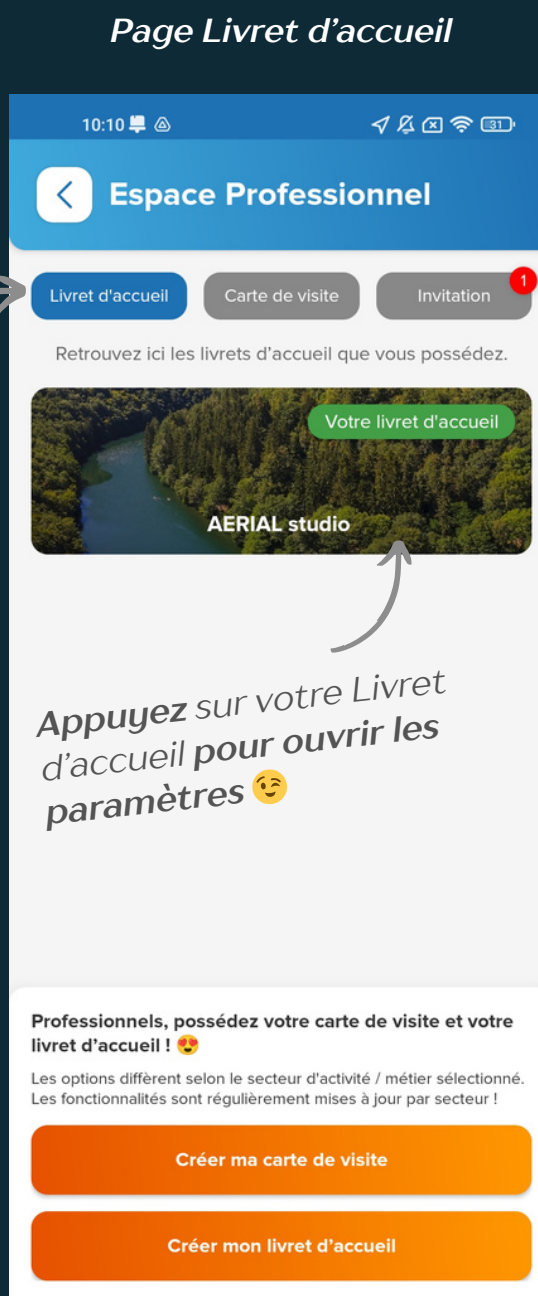 Page Livret d'accueil
10:10
31
Espace Professionnel
Livret d'accueil
Carte de visite
Invitation
1
Retrouvez ici les livrets d'accueil que vous possédez.
Votre livret d'accueil
AERIAL studio
Appuyez sur votre Livret
d'accueil pour ouvrir les
paramètres 😉
Professionnels, possédez votre carte de visite et votre
livret d'accueil ! 😍
Les options diffèrent selon le secteur d'activité / métier sélectionné.
Les fonctionnalités sont régulièrement mises à jour par secteur !
Créer ma carte de visite
Créer mon livret d'accueil